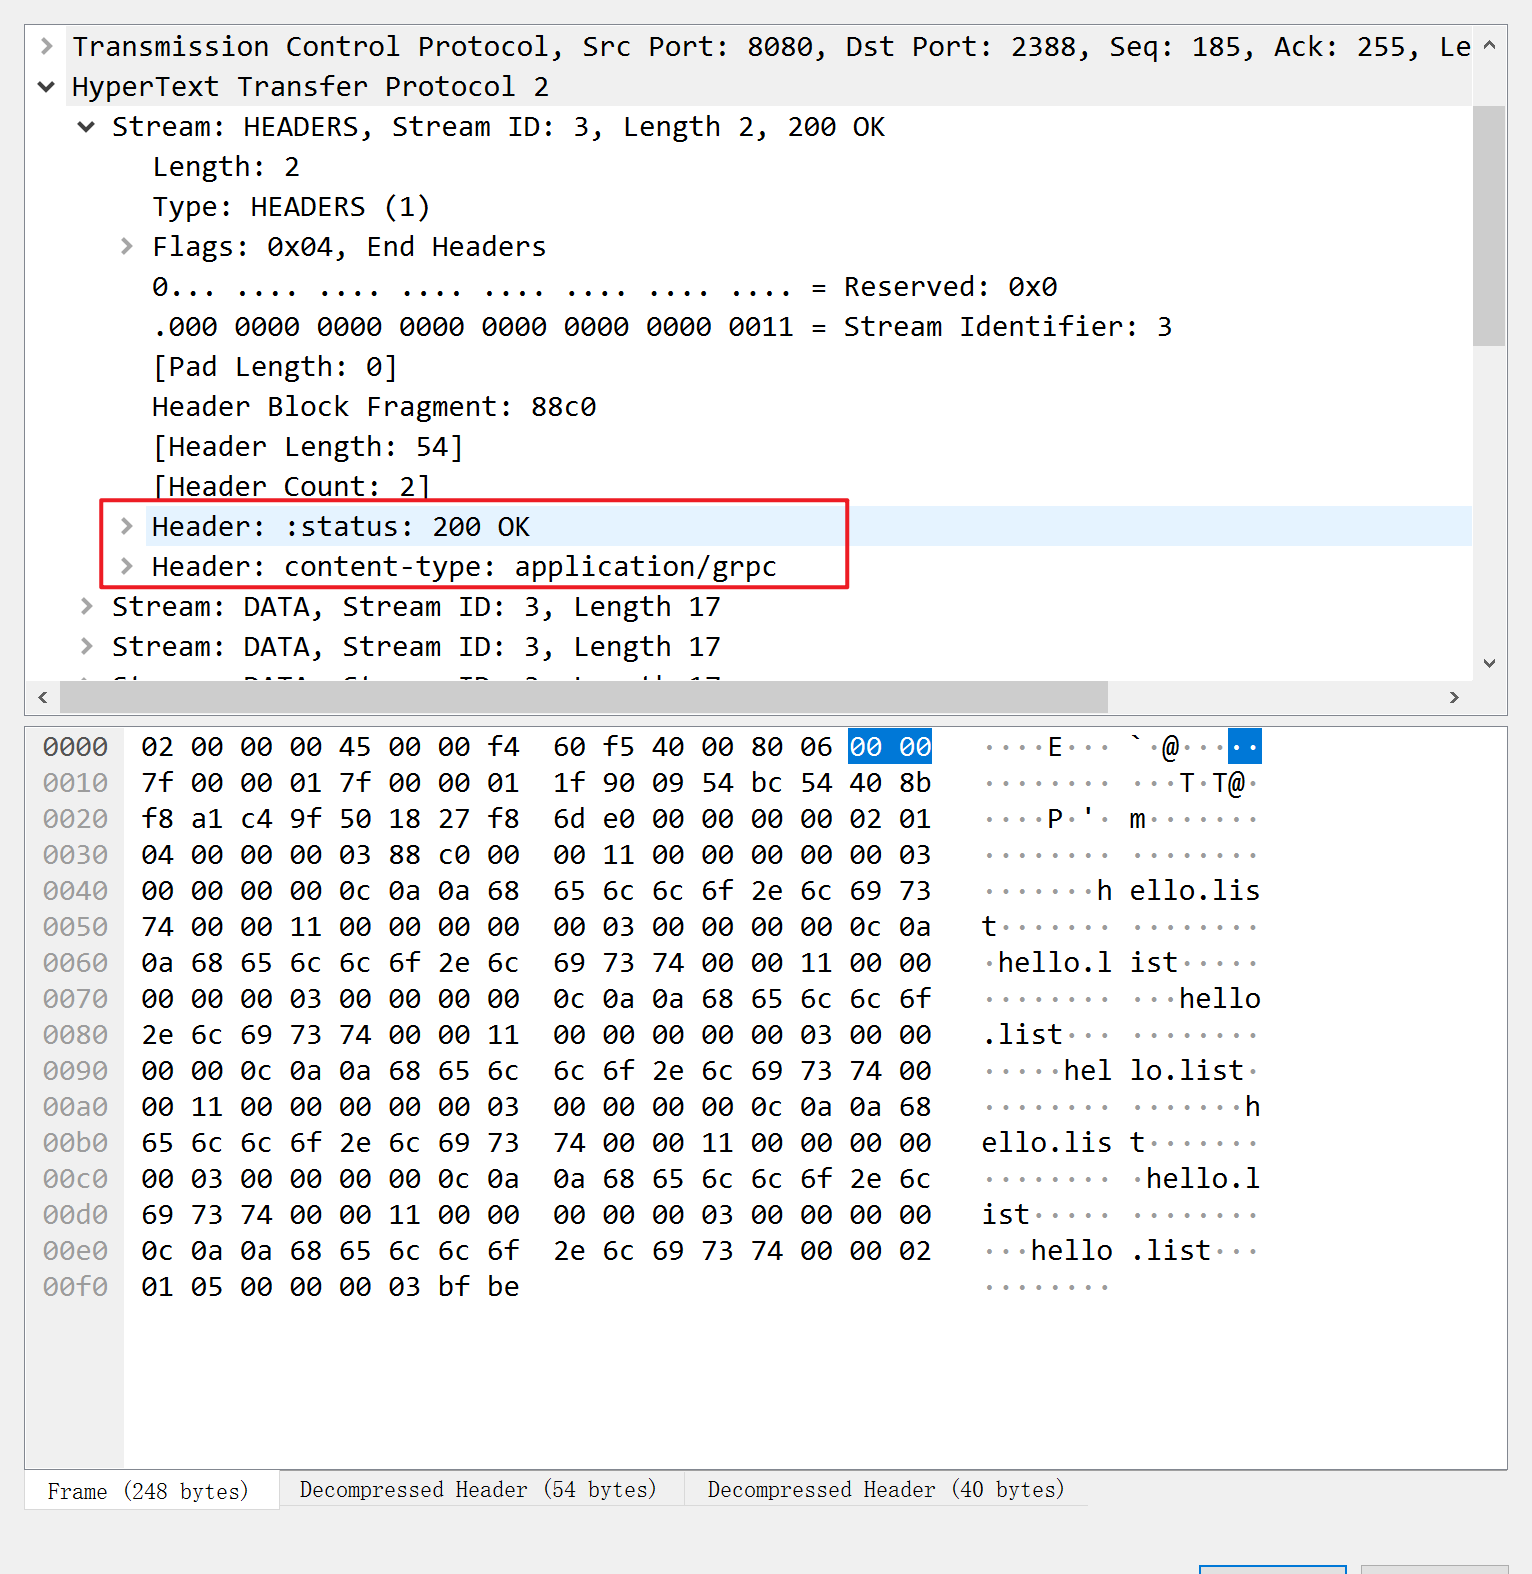 Transmission Control Protocol, Src Port: 8080, Dst Port: 2388, Seq: 185, Ack: 255, Le
HyperText Transfer Protocol 2
Stream: HEADERS, Stream ID: 3, Length 2, 200 OK
Length: 2
Type: HEADERS (1)
Flags: 0x04, End Headers
0... .... .... .... .... .... .... .... = Reserved: 0x0
.000 0000 0000 0000 0000 0000 0000 0011 = Stream Identifier: 3
[Pad Length: 0]
Header Block Fragment: 88c0
[Header Length: 54]
[Header Count: 2]
Header: :status: 200 OK
Header: content-type: application/grpc
Stream: DATA, Stream ID: 3, Length 17
Stream: DATA, Stream ID: 3, Length 17
Stream: DATA, Stream ID: 3, Length 17
0000 02 00 00 00 45 00 00 f4 60 f5 40 00 80 06 00 00 ····E··· `·@·····
0010 7f 00 00 01 7f 00 00 01 1f 90 09 54 bc 54 40 8b ········ ···T·T@·
0020 f8 a1 c4 9f 50 18 27 f8 6d e0 00 00 00 00 02 01 ····P·'· m·······
0030 04 00 00 00 03 88 c0 00 00 11 00 00 00 00 00 03 ········ ········
0040 00 00 00 00 0c 0a 0a 68 65 6c 6c 6f 2e 6c 69 73 ·······h ello.lis
0050 74 00 00 11 00 00 00 00 00 03 00 00 00 00 0c 0a t······· ········
0060 0a 68 65 6c 6c 6f 2e 6c 69 73 74 00 00 11 00 00 ·hello.l ist·····
0070 00 00 00 03 00 00 00 00 0c 0a 0a 68 65 6c 6c 6f ········ ···hello
0080 2e 6c 69 73 74 00 00 11 00 00 00 00 00 03 00 00 .list··· ········
0090 00 00 0c 0a 0a 68 65 6c 6c 6f 2e 6c 69 73 74 00 ·····hel lo.list·
00a0 00 11 00 00 00 00 00 03 00 00 00 00 0c 0a 0a 68 ········ ·······h
00b0 65 6c 6c 6f 2e 6c 69 73 74 00 00 11 00 00 00 00 ello.lis t·······
00c0 00 03 00 00 00 00 0c 0a 0a 68 65 6c 6c 6f 2e 6c ········ ·hello.l
00d0 69 73 74 00 00 11 00 00 00 00 00 03 00 00 00 00 ist····· ········
00e0 0c 0a 0a 68 65 6c 6c 6f 2e 6c 69 73 74 00 00 02 ···hello .list···
00f0 01 05 00 00 00 03 bf be ········
Frame (248 bytes) Decompressed Header (54 bytes) Decompressed Header (40 bytes)